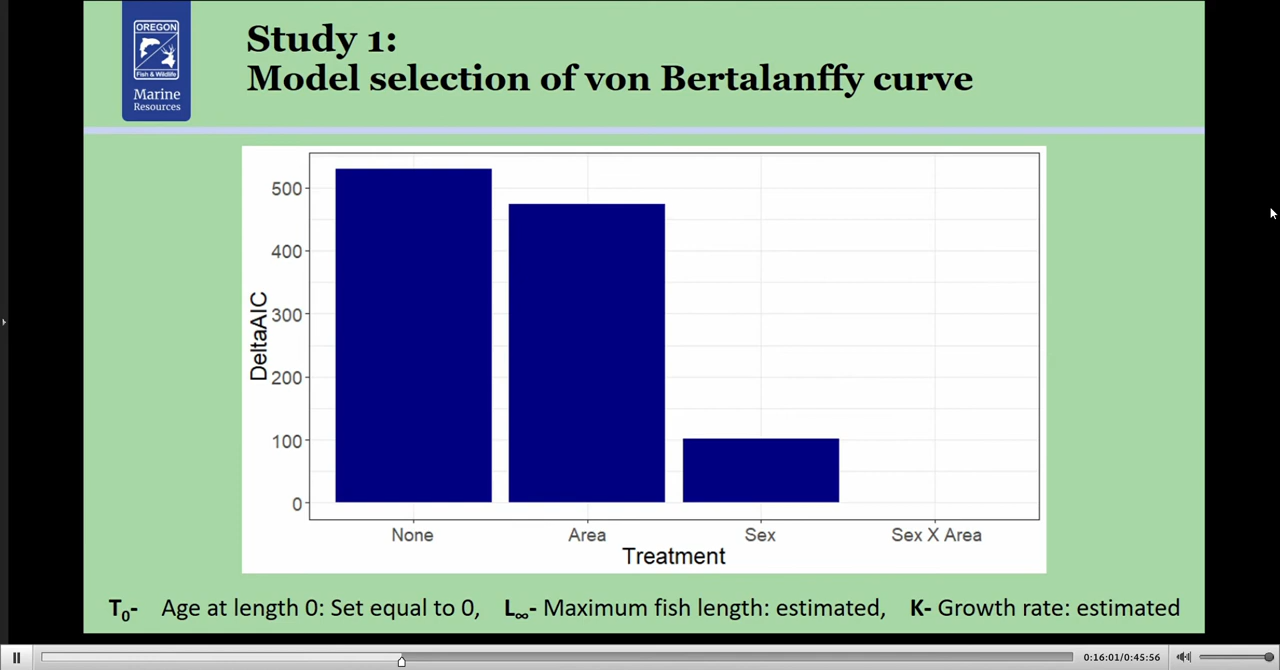 OREGON
Fish & Wildlife
Marine
Resources
Study 1:
Model selection of von Bertalanffy curve
DeltaAIC
500
400
300
200
100
0
None Area Sex Sex X Area
Treatment
T0- Age at length 0: Set equal to 0, L∞- Maximum fish length: estimated, K- Growth rate: estimated
0:16:01/0:45:56